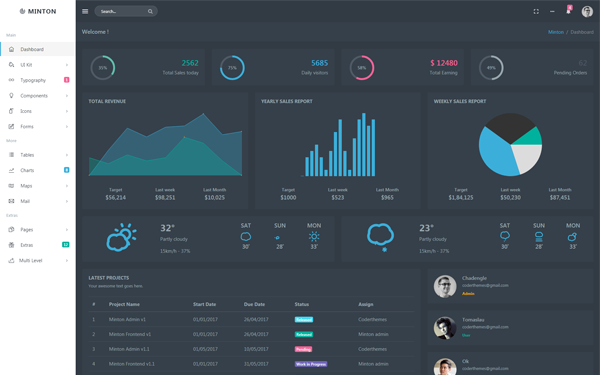 MINTON
Search...
Main
Dashboard
UI Kit
Typography
Components
Icons
Forms
More
Tables
Charts
Maps
Mail
Extras
Pages
Extras
Multi Level
Welcome !
Minton / Dashboard
2562
Total Sales today
75%
5685
Daily visitors
58%
$ 12480
Total Earning
89%
62
Pending Orders
TOTAL REVENUE
Target Last week Last Month
$56,214 $98,251 $10,025
YEARLY SALES REPORT
Target Last week Last Month
$1000 $523 $965
WEEKLY SALES REPORT
Target Last week Last Month
$1,84,125 $50,230 $87,451
32°
Partly cloudy
15km/h - 37%
SAT SUN MON
30° 28° 33°
23°
Partly cloudy
15km/h - 37%
SAT SUN MON
30° 28° 33°
LATEST PROJECTS
Your awesome text goes here.
# Project Name Start Date Due Date Status Assign
1 Minton Admin v1 01/01/2017 26/04/2017 Released Coderthemes
2 Minton Frontend v1 01/01/2017 26/04/2017 Released Minton admin
3 Minton Admin v1.1 01/05/2017 10/05/2017 Pending Coderthemes
4 Minton Frontend v1.1 01/01/2017 31/05/2017 Work in Progress Minton admin
Chadengle
coderthemes@gmail.com
Admin
Tomaslau
coderthemes@gmail.com
User
Ok
coderthemes@gmail.com